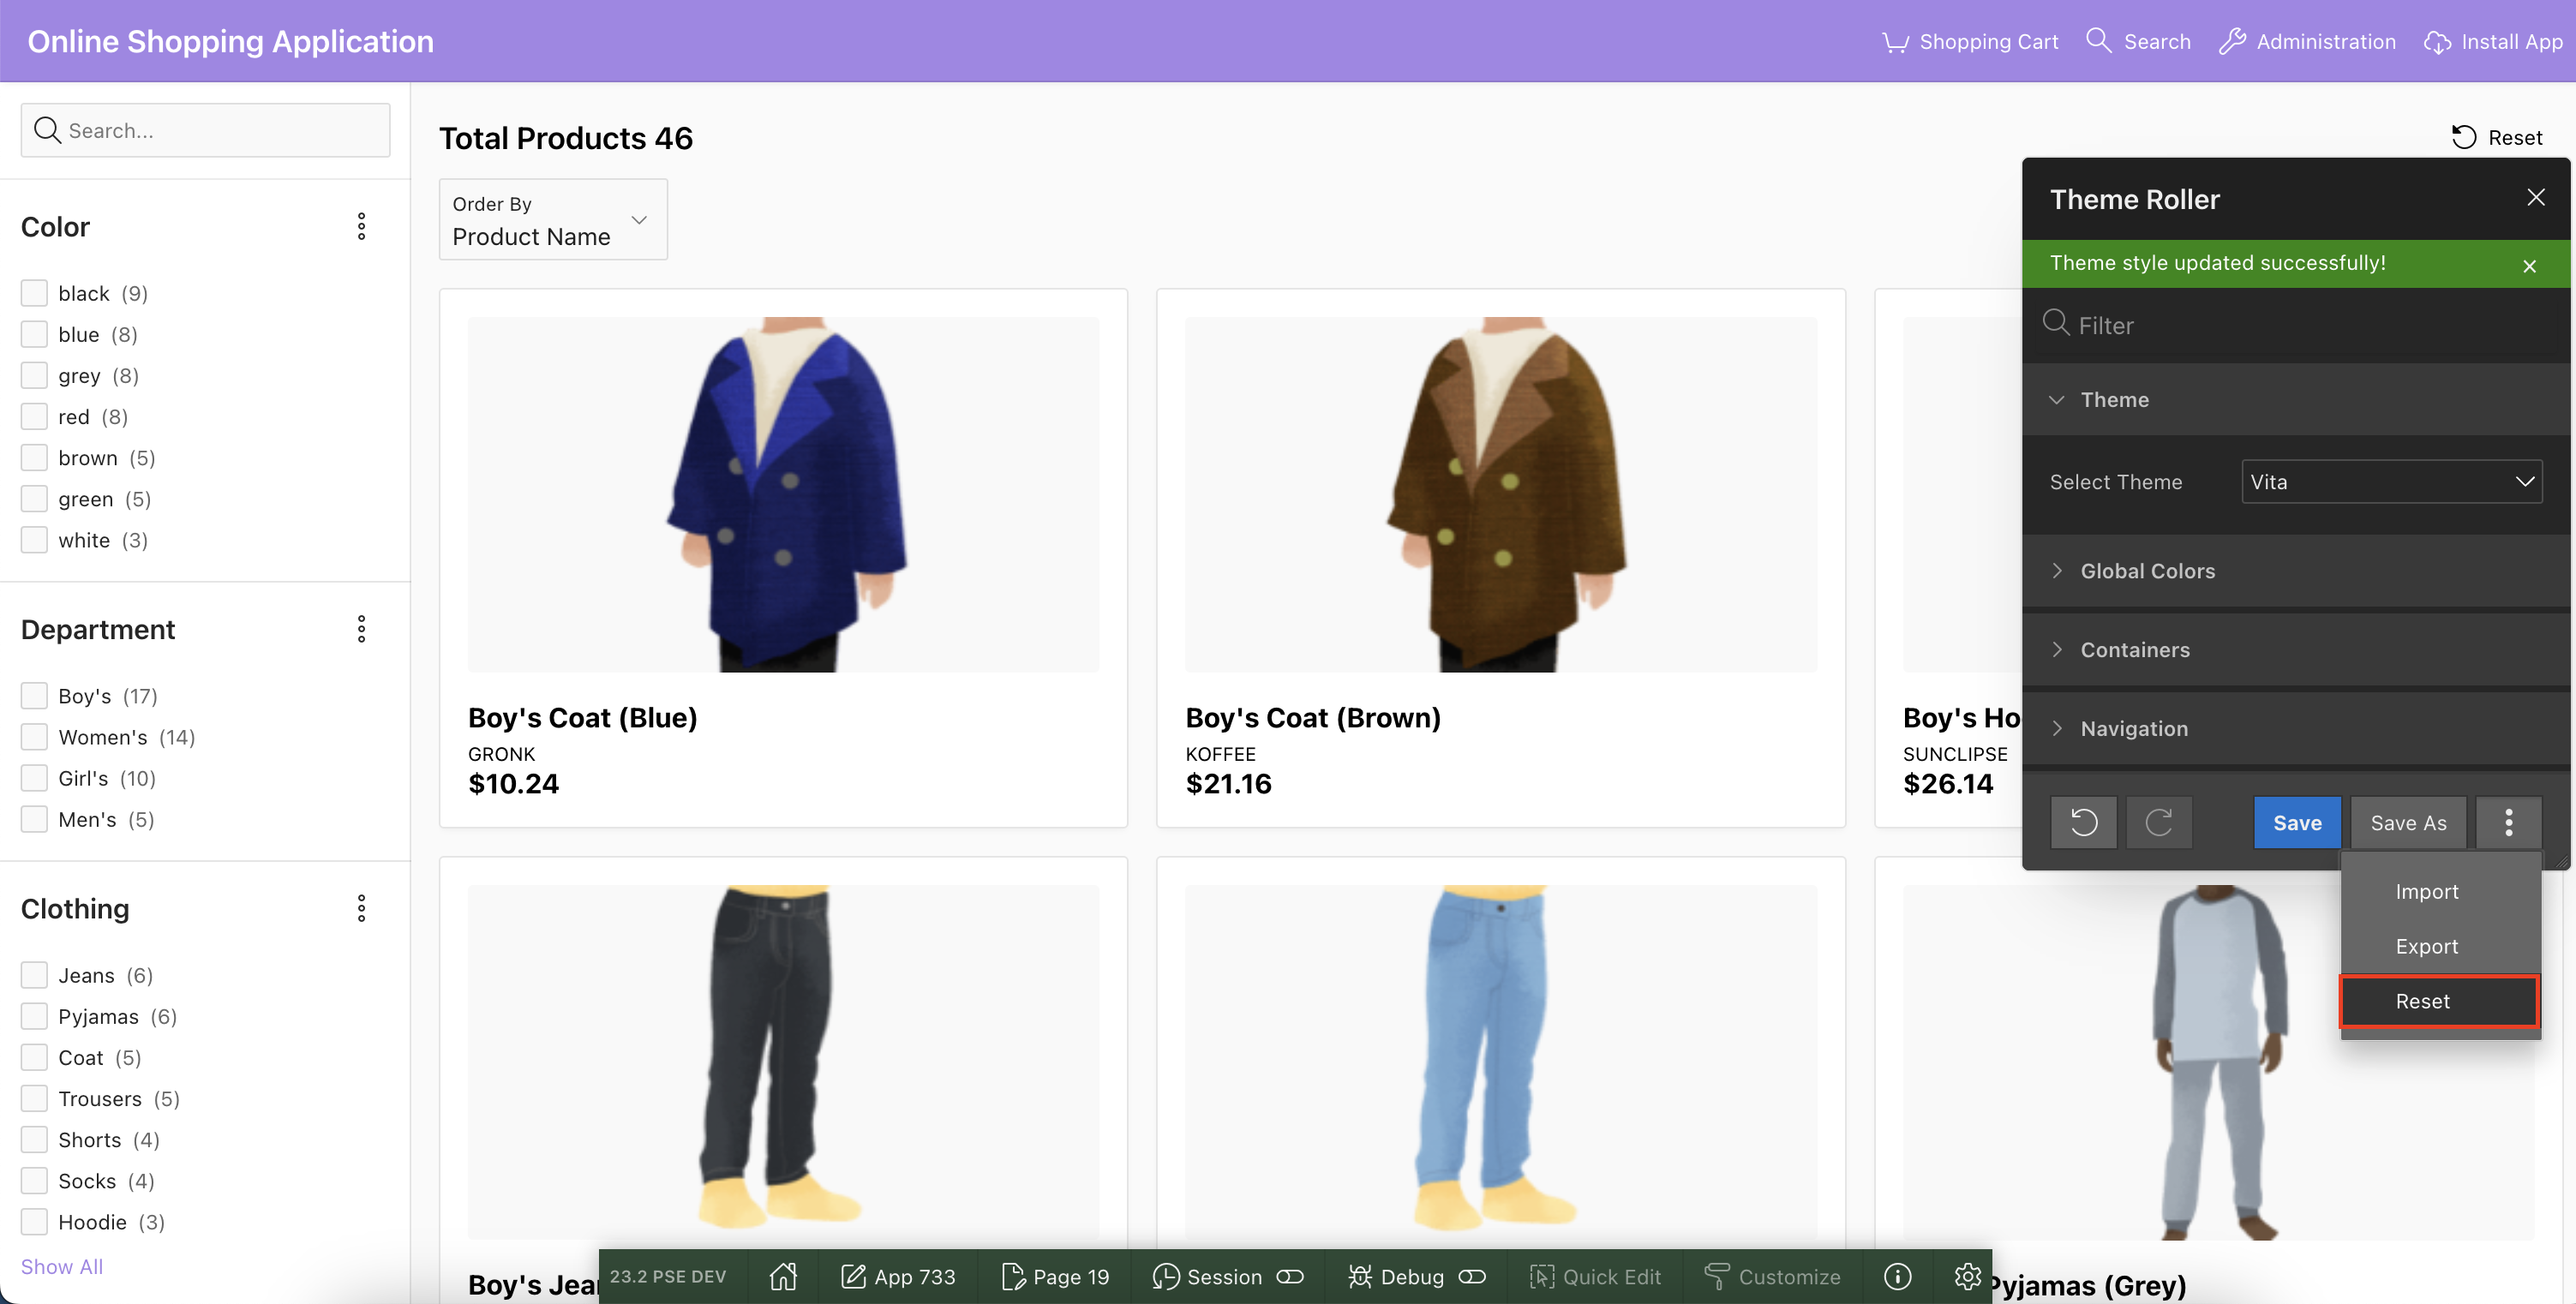 Online Shopping Application
Shopping Cart
Search
Administration
Install App
Search...
Color
black (9)
blue (8)
grey (8)
red (8)
brown (5)
green (5)
white (3)
Department
Boy's (17)
Women's (14)
Girl's (10)
Men's (5)
Clothing
Jeans (6)
Pyjamas (6)
Coat (5)
Trousers (5)
Shorts (4)
Socks (4)
Hoodie (3)
Show All
Total Products 46
Reset
Order By
Product Name
Boy's Coat (Blue)
GRONK
$10.24
Boy's Coat (Brown)
KOFFEE
$21.16
Boy's Ho
SUNCLIPSE
$26.14
Boy's Jea
Pyjamas (Grey)
Theme Roller
Theme style updated successfully!
Filter
Theme
Select Theme
Vita
Global Colors
Containers
Navigation
Save
Save As
Import
Export
Reset
23.2 PSE DEV
App 733
Page 19
Session
Debug
Quick Edit
Customize